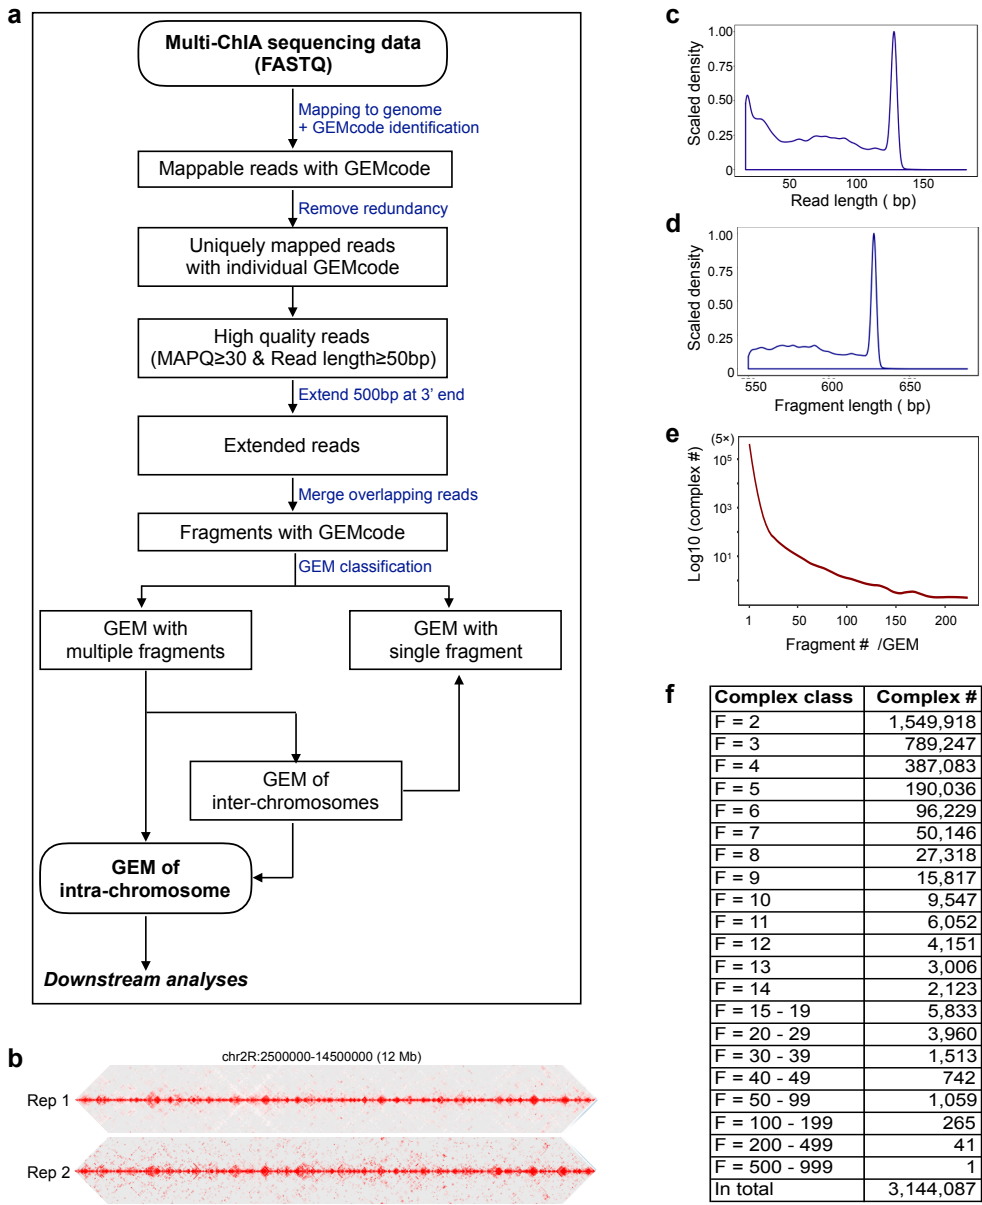 a
Multi-ChIA sequencing data
(FASTQ)
Mapping to genome
+ GEMcode identification
Mappable reads with GEMcode
Remove redundancy
Uniquely mapped reads
with individual GEMcode
High quality reads
(MAPQ≥30 & Read length≥50bp)
Extend 500bp at 3' end
Extended reads
Merge overlapping reads
Fragments with GEMcode
GEM classification
GEM with
multiple fragments
GEM with
single fragment
GEM of
inter-chromosomes
GEM of
intra-chromosome
Downstream analyses
b
chr2R:2500000-14500000 (12 Mb)
Rep 1
Rep 2
c
Scaled density
1.00
0.75
0.50
0.25
0
50 100 150
Read length ( bp)
d
Scaled density
1.00
0.75
0.50
0.25
0
550 600 650
Fragment length ( bp)
e
Log10 (complex #)
(5×)
10⁵
10³
10¹
1 50 100 150 200
Fragment # /GEM
f
Complex class Complex #
F = 2 1,549,918
F = 3 789,247
F = 4 387,083
F = 5 190,036
F = 6 96,229
F = 7 50,146
F = 8 27,318
F = 9 15,817
F = 10 9,547
F = 11 6,052
F = 12 4,151
F = 13 3,006
F = 14 2,123
F = 15 - 19 5,833
F = 20 - 29 3,960
F = 30 - 39 1,513
F = 40 - 49 742
F = 50 - 99 1,059
F = 100 - 199 265
F = 200 - 499 41
F = 500 - 999 1
In total 3,144,087